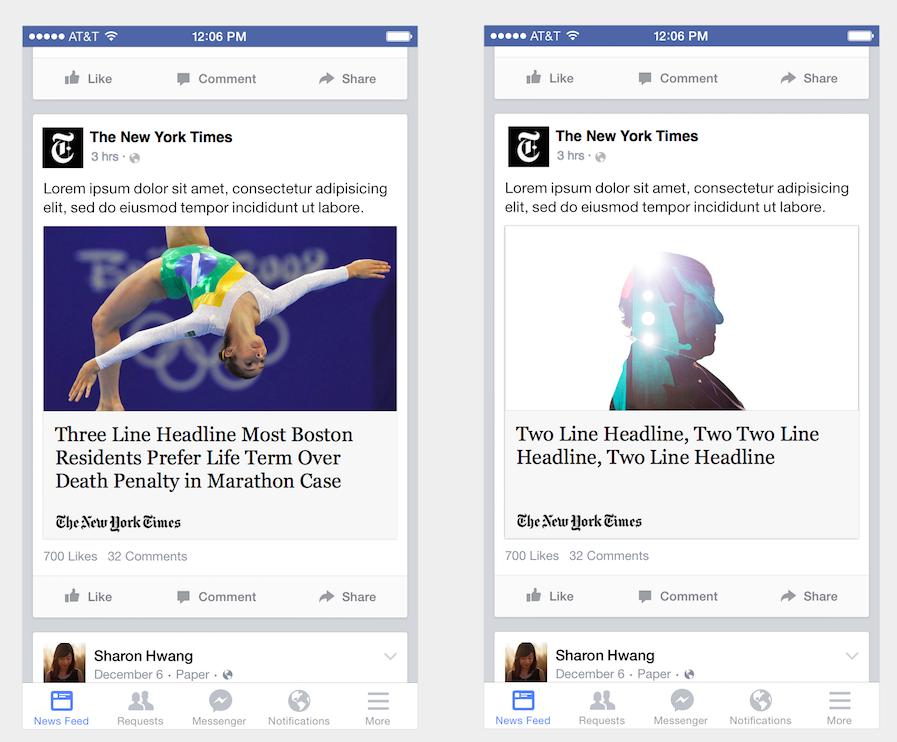 AT&T 12:06 PM
Like Comment Share
The New York Times
3 hrs ·
Lorem ipsum dolor sit amet, consectetur adipisicing
elit, sed do eiusmod tempor incididunt ut labore.
Three Line Headline Most Boston
Residents Prefer Life Term Over
Death Penalty in Marathon Case
The New York Times
700 Likes 32 Comments
Like Comment Share
Sharon Hwang
December 6 · Paper ·
News Feed Requests Messenger Notifications More
AT&T 12:06 PM
Like Comment Share
The New York Times
3 hrs ·
Lorem ipsum dolor sit amet, consectetur adipisicing
elit, sed do eiusmod tempor incididunt ut labore.
Two Line Headline, Two Two Line
Headline, Two Line Headline
The New York Times
700 Likes 32 Comments
Like Comment Share
Sharon Hwang
December 6 · Paper ·
News Feed Requests Messenger Notifications More